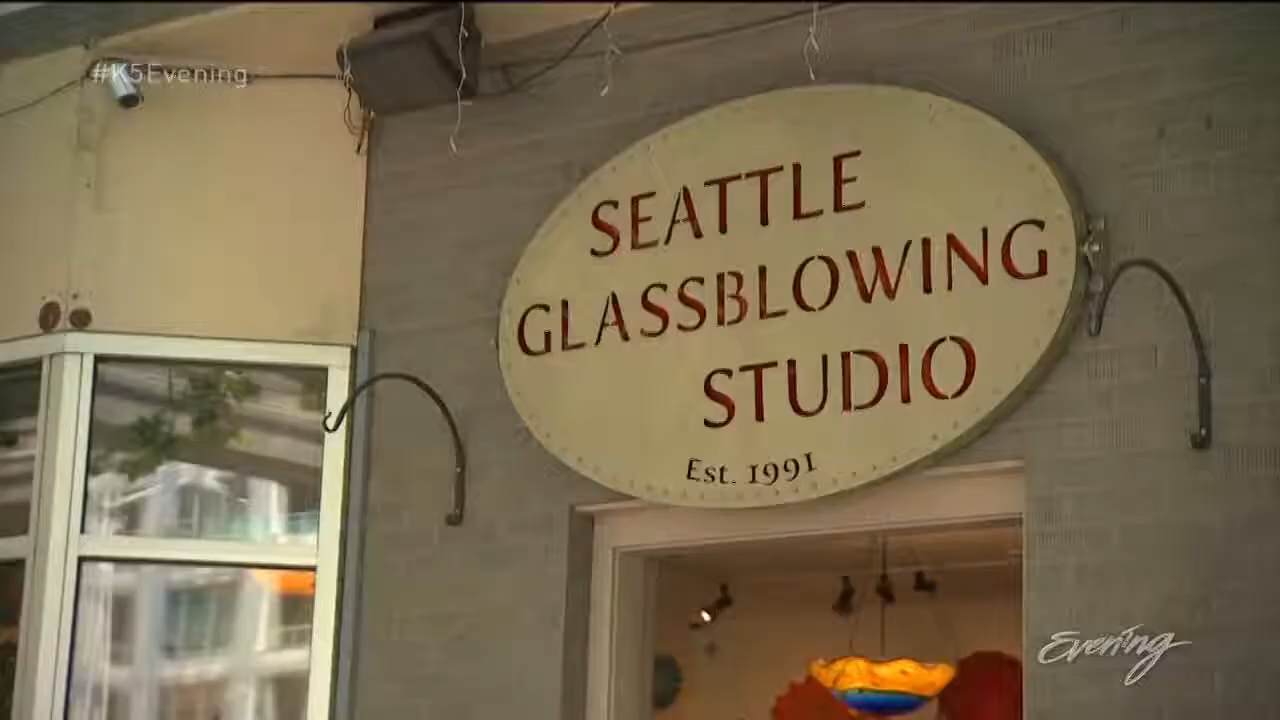 #K5Evening
SEATTLE
GLASSBLOWING
STUDIO
Est. 1991
Evening